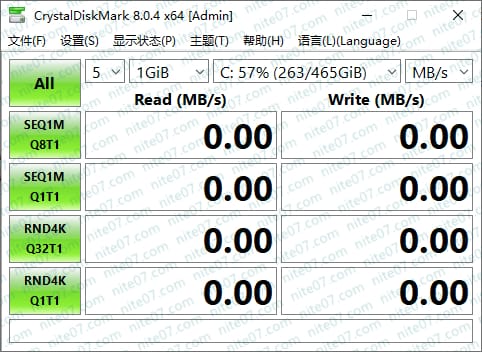 CrystalDiskMark 8.0.4 x64 [Admin]
文件(F) 设置(S) 显示状态(P) 主题(T) 帮助(H) 语言(L)(Language)
All 5 1GiB C: 57% (263/465GiB) MB/s
Read (MB/s) Write (MB/s)
SEQ1M
Q8T1 0.00 0.00
SEQ1M
Q1T1 0.00 0.00
RND4K
Q32T1 0.00 0.00
RND4K
Q1T1 0.00 0.00
nite07.com